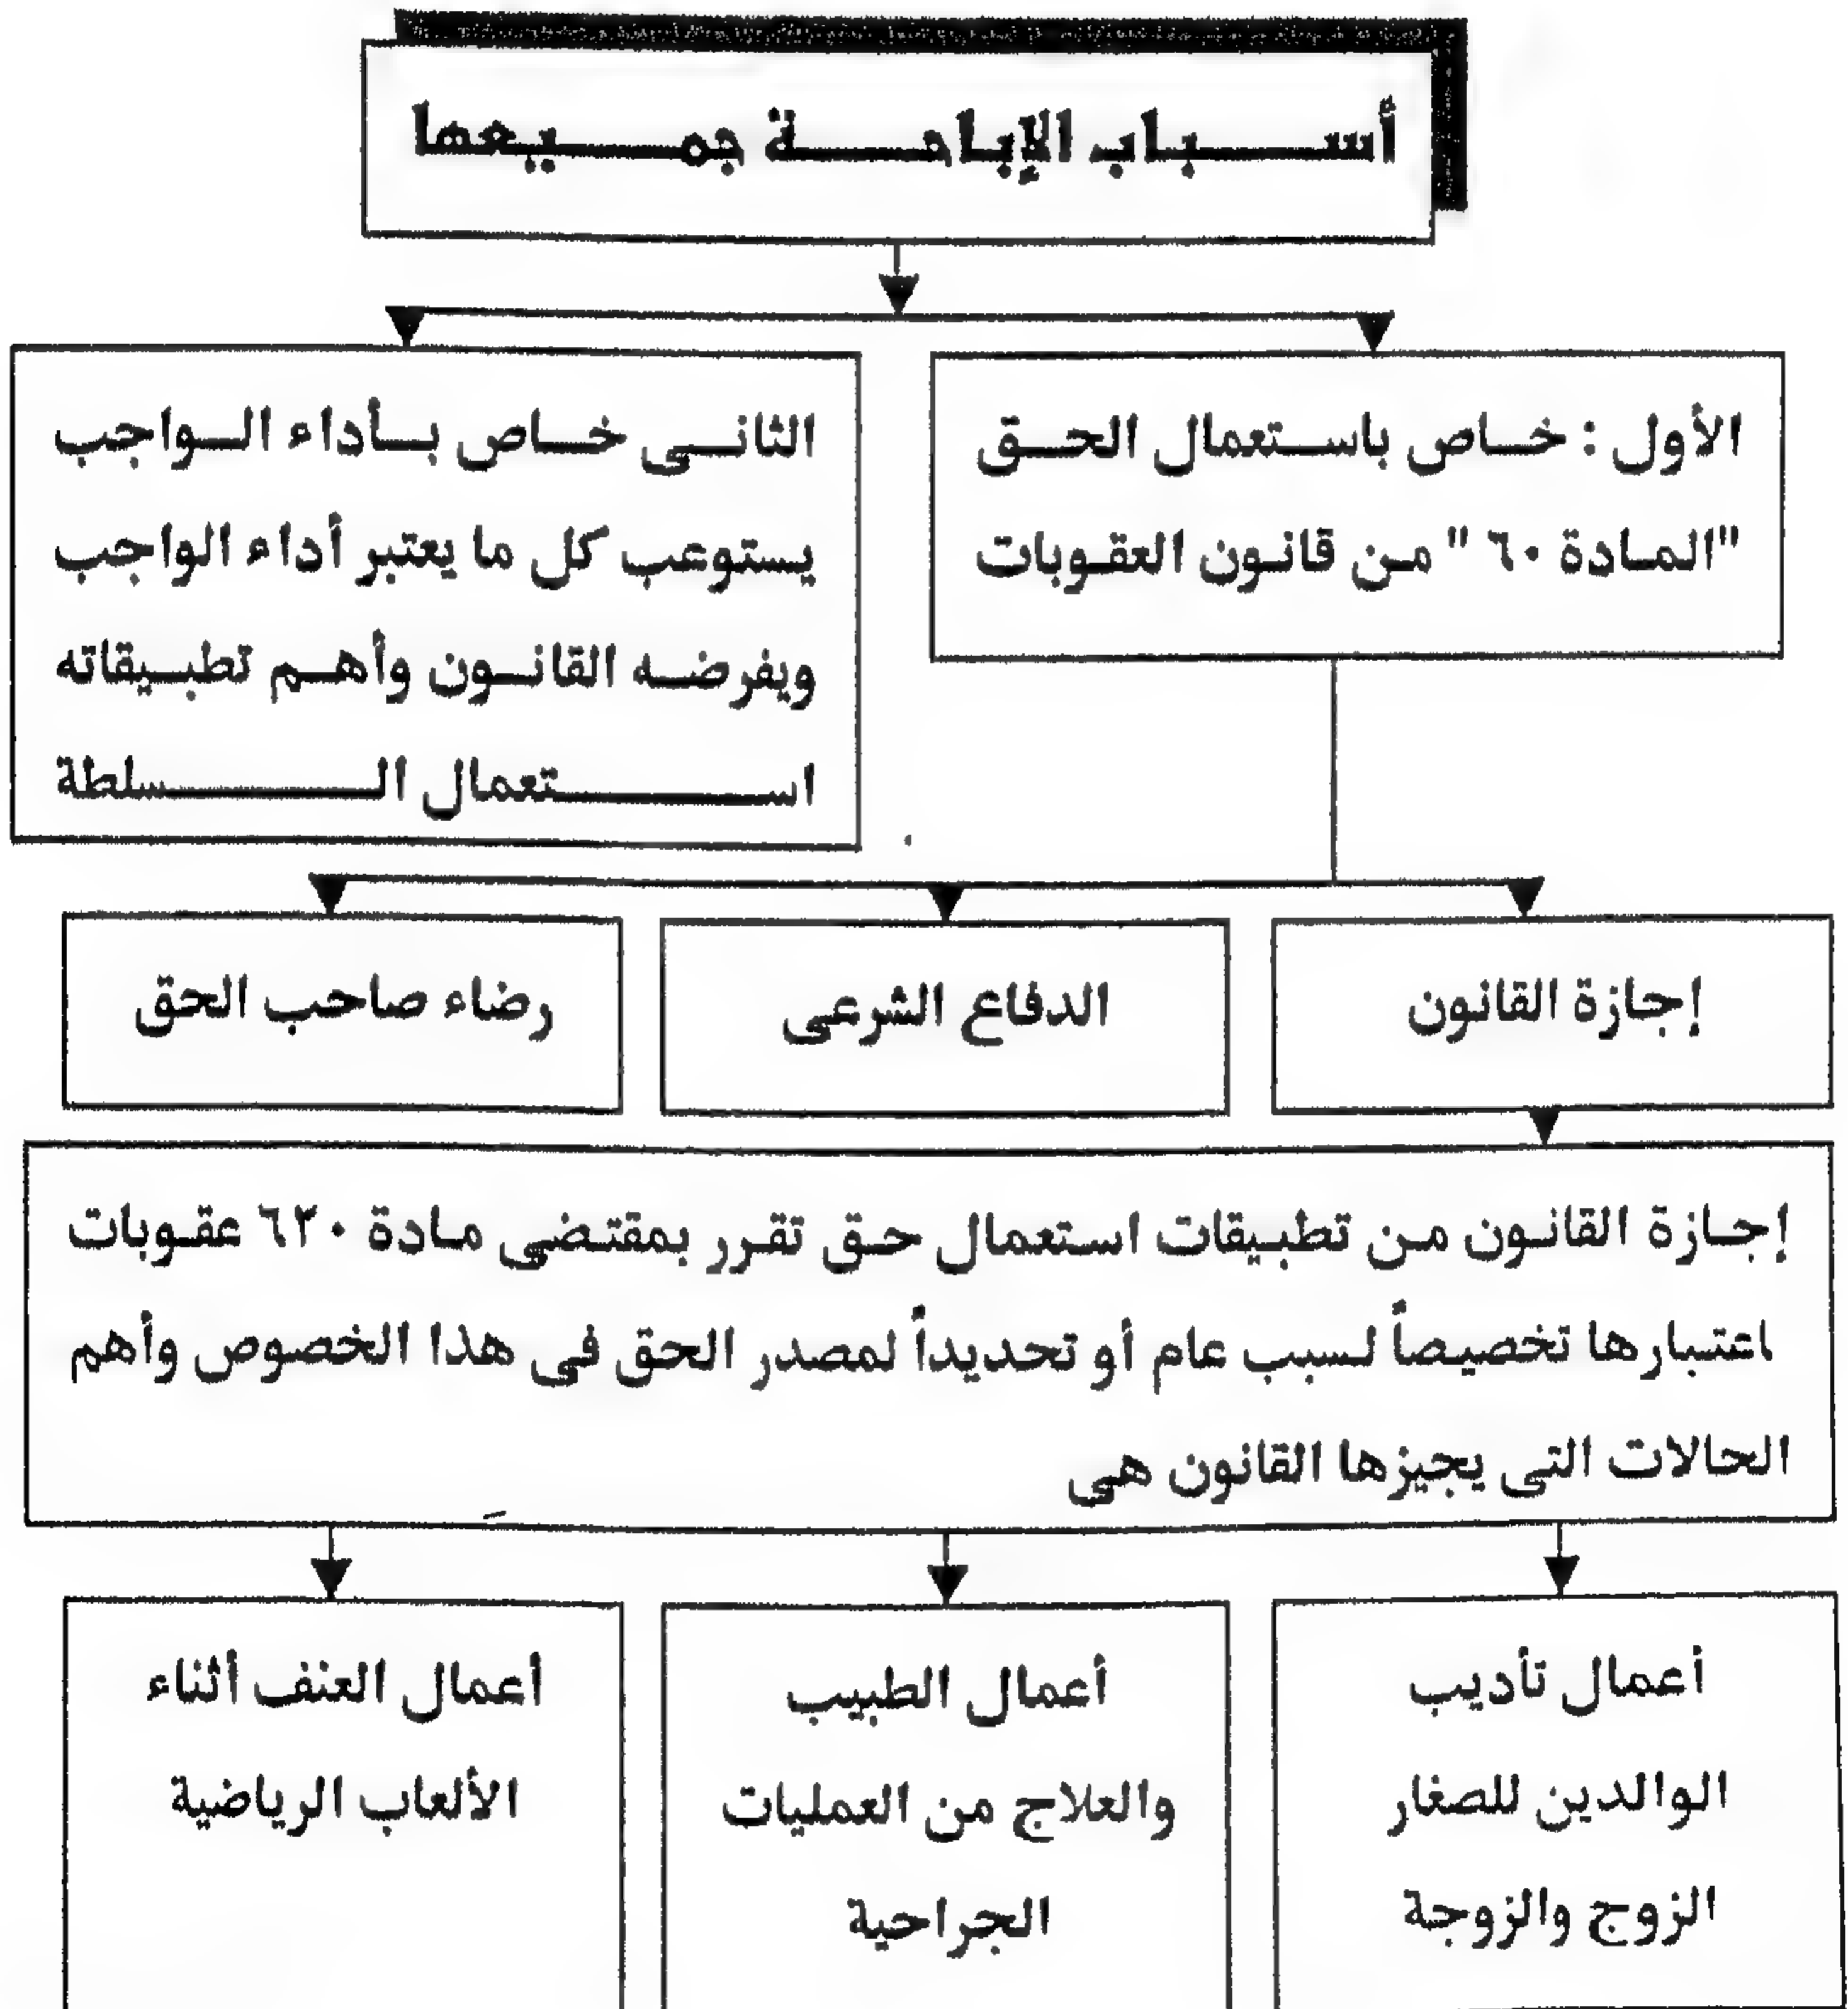 أسباب الإباحة جميعها
الأول : خاص باستعمال الحق
"المادة ٦٠ " من قانون العقوبات
الثانى خاص بأداء الواجب
يستوعب كل ما يعتبر أداء الواجب
ويفرضه القانون وأهم تطبيقاته
استعمال السلطة
إجازة القانون
الدفاع الشرعى
رضاء صاحب الحق
إجازة القانون من تطبيقات استعمال حق تقرر بمقتضى مادة ٦٣٠ عقوبات
اعتبارها تخصيصاً لسبب عام أو تحديداً لمصدر الحق فى هذا الخصوص وأهم
الحالات التى يجيزها القانون هى
أعمال تأديب
الوالدين للصغار
الزوج والزوجة
أعمال الطبيب
والعلاج من العمليات
الجراحية
أعمال العنف أثناء
الألعاب الرياضية